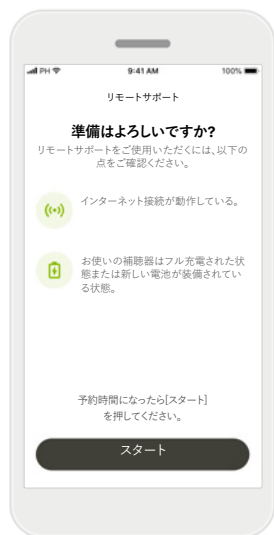 PH 9:41 AM 100%
リモートサポート
準備はよろしいですか?
リモートサポートをご使用いただくには、以下の
点をご確認ください。
インターネット接続が動作している。
お使いの補聴器はフル充電された状
態または新しい電池が装備されてい
る状態。
予約時間になったら[スタート]
を押してください。
スタート